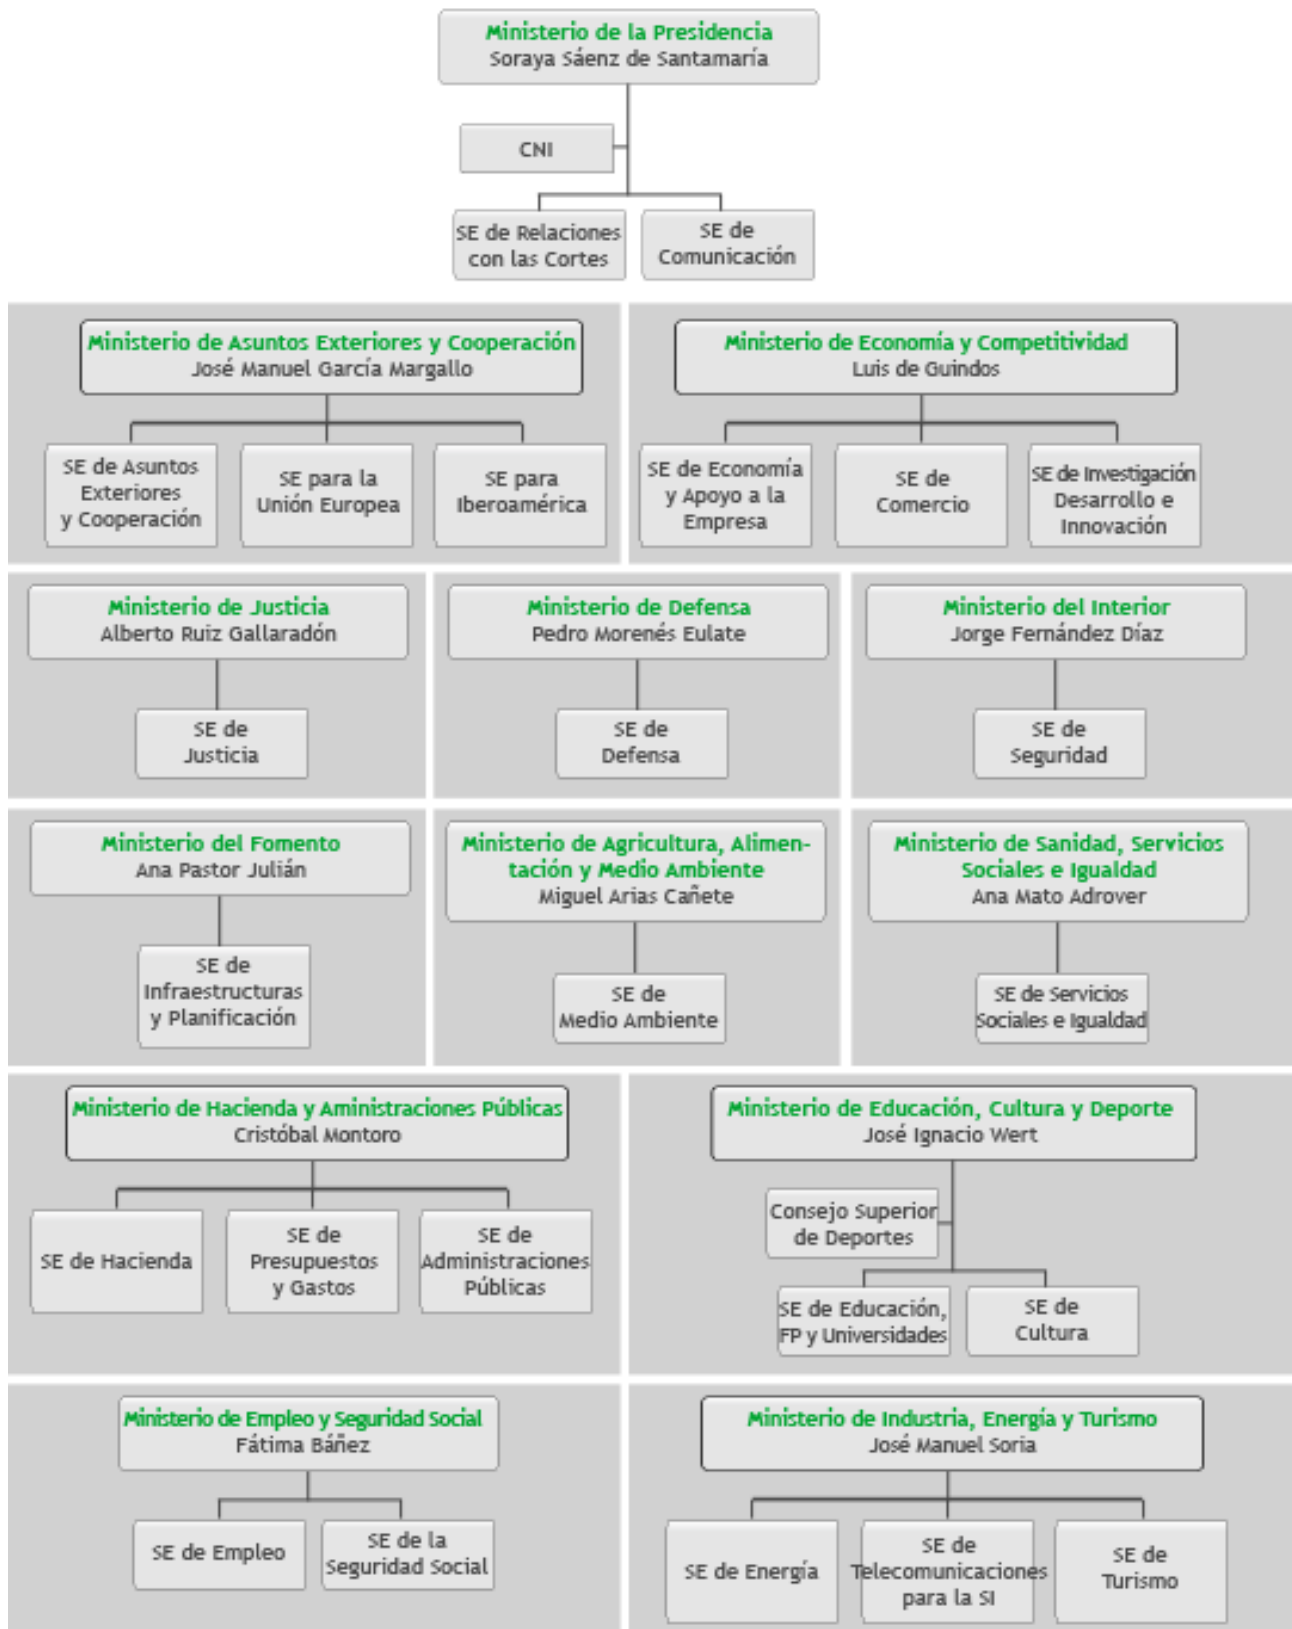 Ministerio de la Presidencia
Soraya Sáenz de Santamaría
CNI
SE de Relaciones
con las Cortes
SE de
Comunicación
Ministerio de Asuntos Exteriores y Cooperación
José Manuel García Margallo
SE de Asuntos
Exteriores
y Cooperación
SE para la
Unión Europea
SE para
Iberoamérica
Ministerio de Economía y Competitividad
Luis de Guindos
SE de Economía
y Apoyo a la
Empresa
SE de
Comercio
SE de Investigación
Desarrollo e
Innovación
Ministerio de Justicia
Alberto Ruiz Gallaradón
SE de
Justicia
Ministerio de Defensa
Pedro Morenés Eulate
SE de
Defensa
Ministerio del Interior
Jorge Fernández Díaz
SE de
Seguridad
Ministerio del Fomento
Ana Pastor Julián
SE de
Infraestructuras
y Planificación
Ministerio de Agricultura, Alimen-
tación y Medio Ambiente
Miguel Arias Cañete
SE de
Medio Ambiente
Ministerio de Sanidad, Servicios
Sociales e Igualdad
Ana Mato Adrover
SE de Servicios
Sociales e Igualdad
Ministerio de Hacienda y Aministraciones Públicas
Cristóbal Montoro
SE de Hacienda
SE de
Presupuestos
y Gastos
SE de
Administraciones
Públicas
Ministerio de Educación, Cultura y Deporte
José Ignacio Wert
Consejo Superior
de Deportes
SE de Educación,
FP y Universidades
SE de
Cultura
Ministerio de Empleo y Seguridad Social
Fátima Báñez
SE de Empleo
SE de la
Seguridad Social
Ministerio de Industria, Energía y Turismo
José Manuel Soria
SE de Energía
SE de
Telecomunicaciones
para la SI
SE de
Turismo